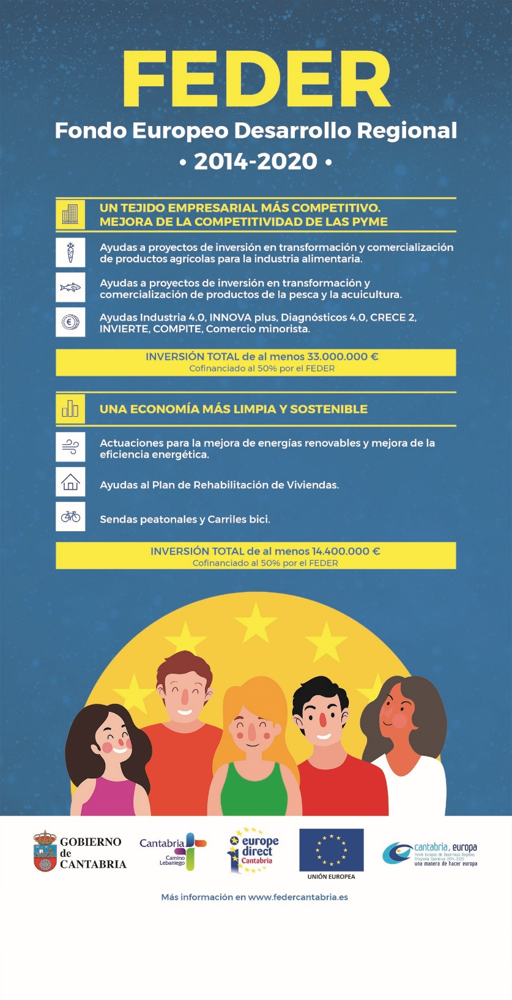 FEDER
Fondo Europeo Desarrollo Regional
• 2014-2020 •
UN TEJIDO EMPRESARIAL MÁS COMPETITIVO.
MEJORA DE LA COMPETITIVIDAD DE LAS PYME
Ayudas a proyectos de inversión en transformación y comercialización
de productos agrícolas para la industria alimentaria.
Ayudas a proyectos de inversión en transformación y
comercialización de productos de la pesca y la acuicultura.
€
Ayudas Industria 4.0, INNOVA plus, Diagnósticos 4.0, CRECE 2,
INVIERTE, COMPITE, Comercio minorista.
INVERSIÓN TOTAL de al menos 33.000.000 €
Cofinanciado al 50% por el FEDER
UNA ECONOMÍA MÁS LIMPIA Y SOSTENIBLE
Actuaciones para la mejora de energías renovables y mejora de la
eficiencia energética.
Ayudas al Plan de Rehabilitación de Viviendas.
Sendas peatonales y Carriles bici.
INVERSIÓN TOTAL de al menos 14.400.000 €
Cofinanciado al 50% por el FEDER
GOBIERNO
de
CANTABRIA
Cantabria
Camino
Lebaniego
europe
direct
Cantabria
UNIÓN EUROPEA
cantabria, europa
Fondo Europeo de Desarrollo Regional
Programa Operativo 2014-2020
una manera de hacer europa
Más información en www.federcantabria.es